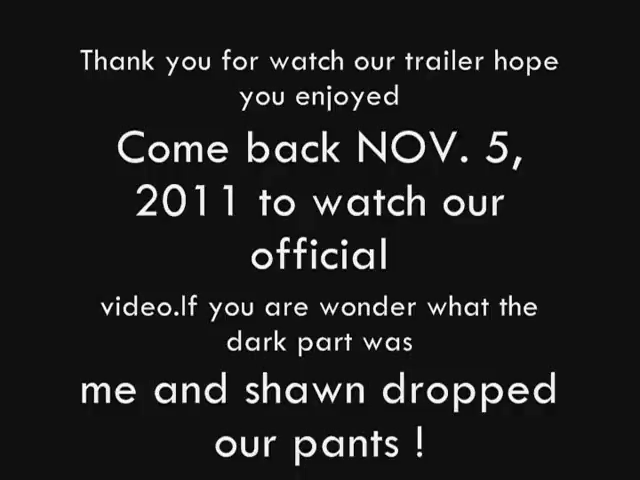 Thank you for watch our trailer hope
you enjoyed
Come back NOV. 5,
2011 to watch our
official
video.If you are wonder what the
dark part was
me and shawn dropped
our pants !